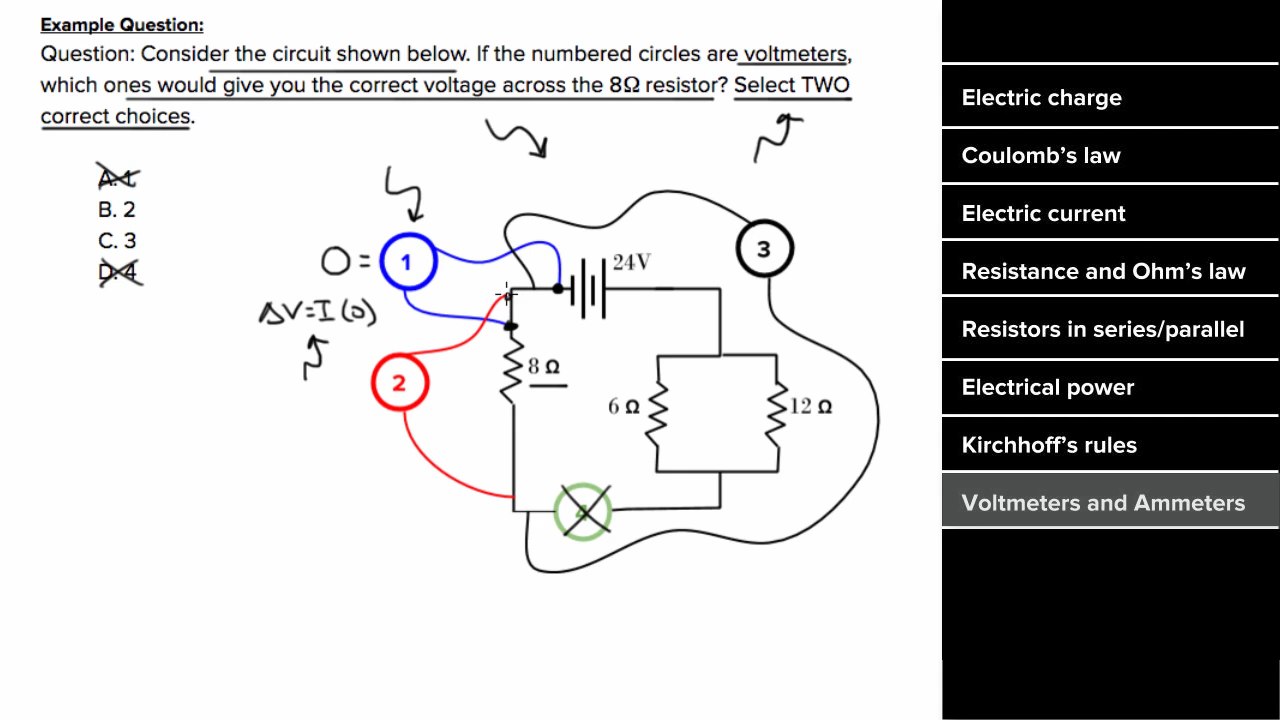 Example Question:
Question: Consider the circuit shown below. If the numbered circles are voltmeters,
which ones would give you the correct voltage across the 8Ω resistor? Select TWO
correct choices.
A. 1
B. 2
C. 3
D. 4
0 =
1
ΔV=I(0)
2
3
24V
8 Ω
6 Ω
12 Ω
4
Electric charge
Coulomb's law
Electric current
Resistance and Ohm's law
Resistors in series/parallel
Electrical power
Kirchhoff's rules
Voltmeters and Ammeters